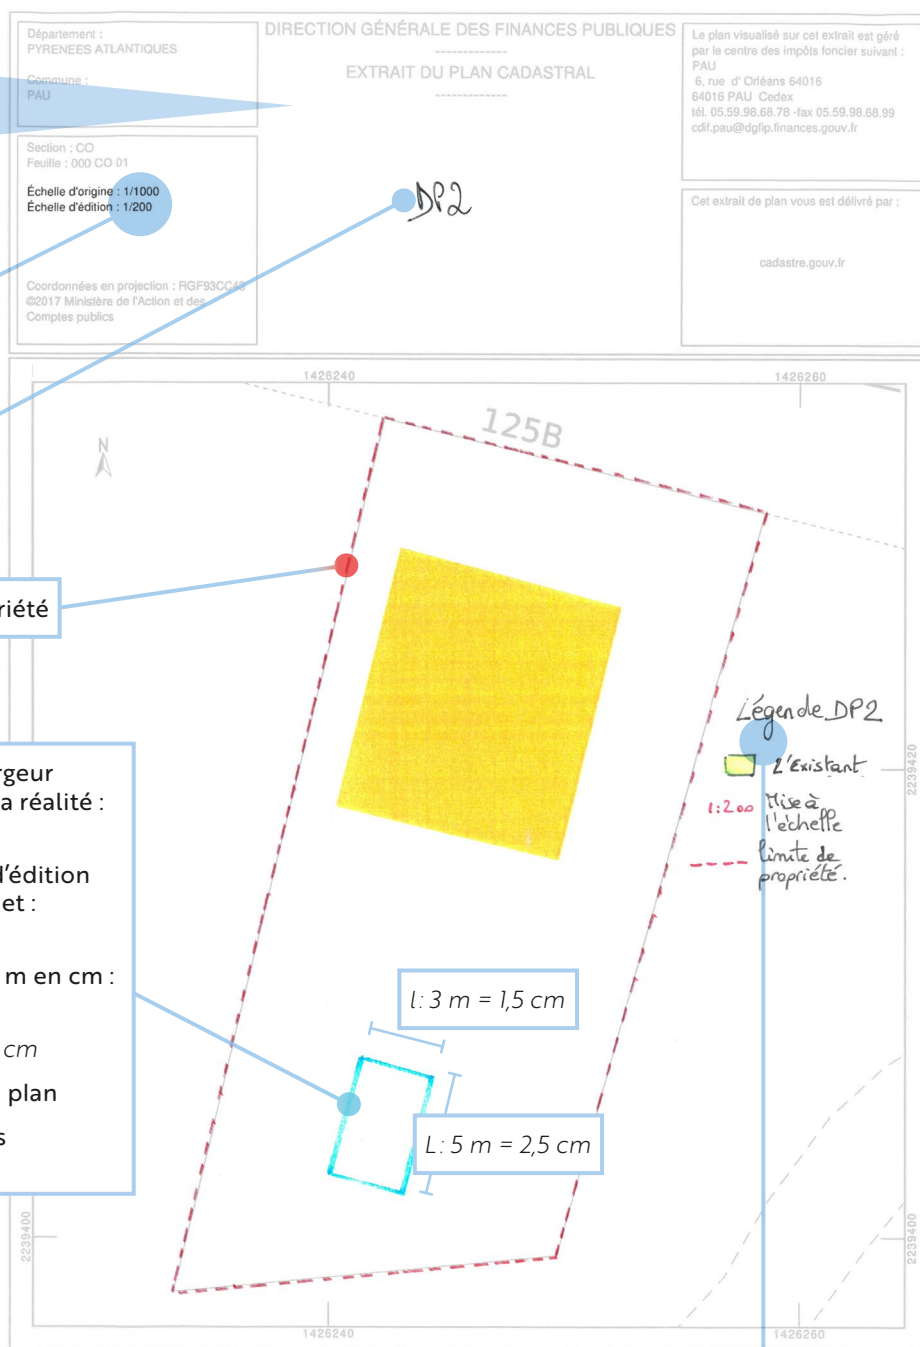 Département :
PYRENEES ATLANTIQUES
Commune :
PAU
DIRECTION GÉNÉRALE DES FINANCES PUBLIQUES
-------------
EXTRAIT DU PLAN CADASTRAL
-------------
Le plan visualisé sur cet extrait est géré
par le centre des impôts foncier suivant :
PAU
6, rue d' Orléans 64016
64016 PAU Cedex
tél. 05.59.98.68.78 -fax 05.59.98.68.99
cdif.pau@dgfip.finances.gouv.fr
Section : CO
Feuille : 000 CO 01
Échelle d'origine : 1/1000
Échelle d'édition : 1/200
Coordonnées en projection : RGF93CC43
©2017 Ministère de l'Action et des
Comptes publics
DP2
Cet extrait de plan vous est délivré par :
cadastre.gouv.fr
1426240
1426260
N
125B
riété
Légende DP2
L'Existant
1:200 Mise à
l'échelle
limite de
propriété.
2239420
rgeur
a réalité :
d'édition
et :
m en cm :
cm
plan
s
l: 3 m = 1,5 cm
L: 5 m = 2,5 cm
2239400
2239400
1426240
1426260